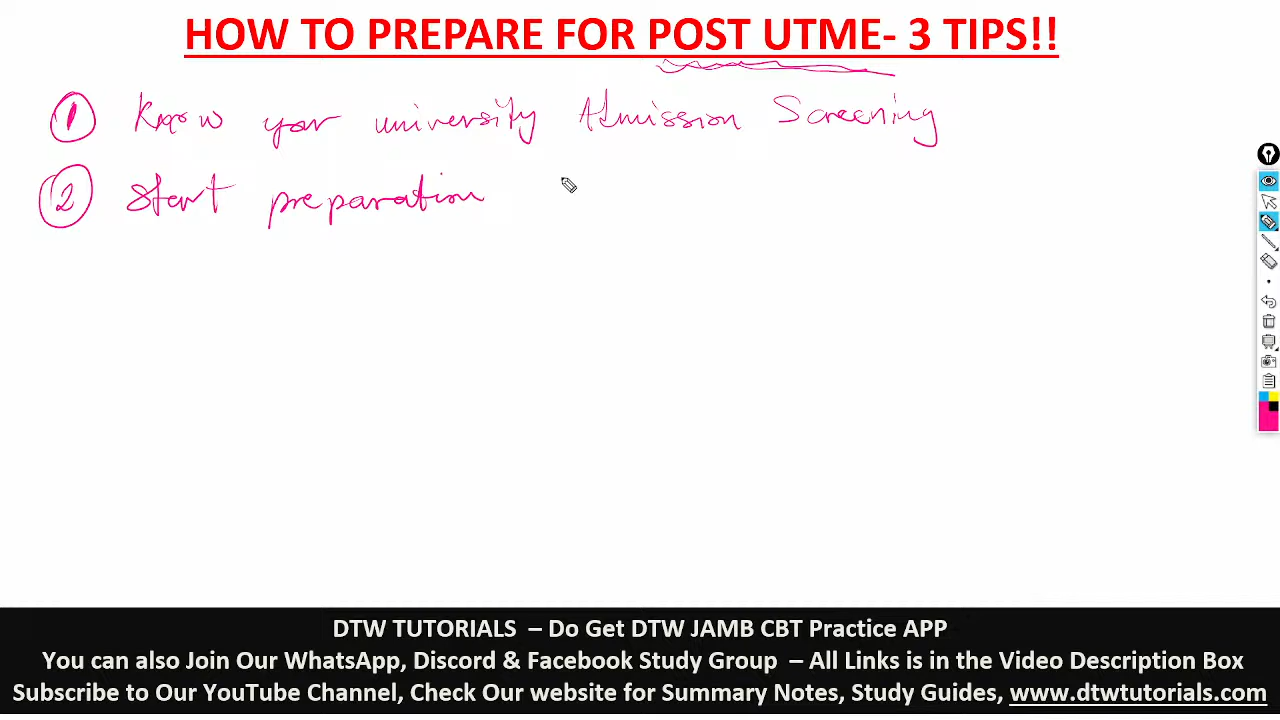 HOW TO PREPARE FOR POST UTME- 3 TIPS!!
1 Know your university Admission Screening
2 Start preparation
DTW TUTORIALS – Do Get DTW JAMB CBT Practice APP
You can also Join Our WhatsApp, Discord & Facebook Study Group – All Links is in the Video Description Box
Subscribe to Our YouTube Channel, Check Our website for Summary Notes, Study Guides, www.dtwtutorials.com